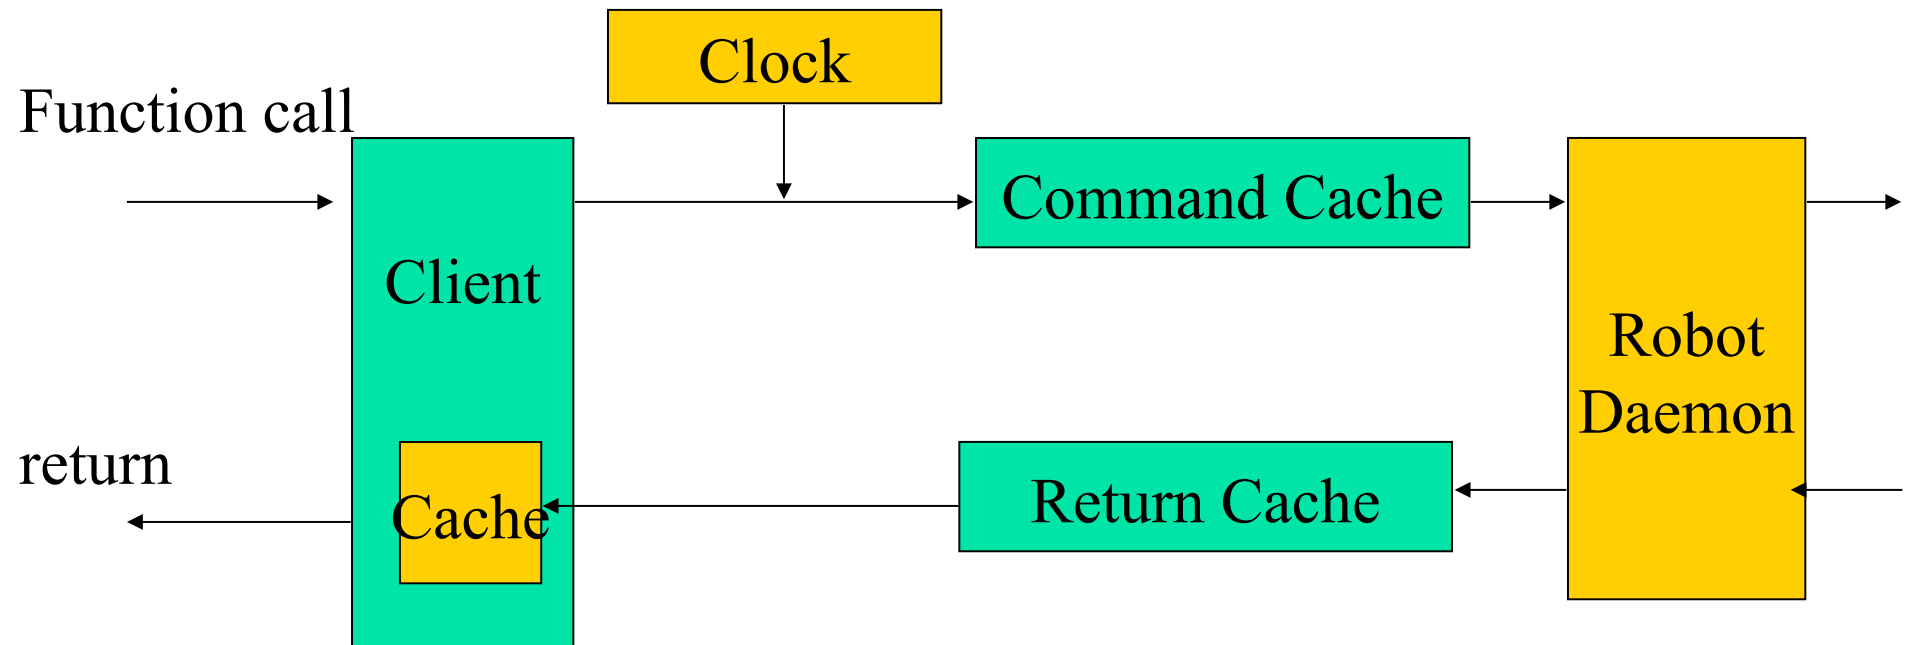 Clock
Function call
Command Cache
Client
Robot
Daemon
return
Cache
Return Cache